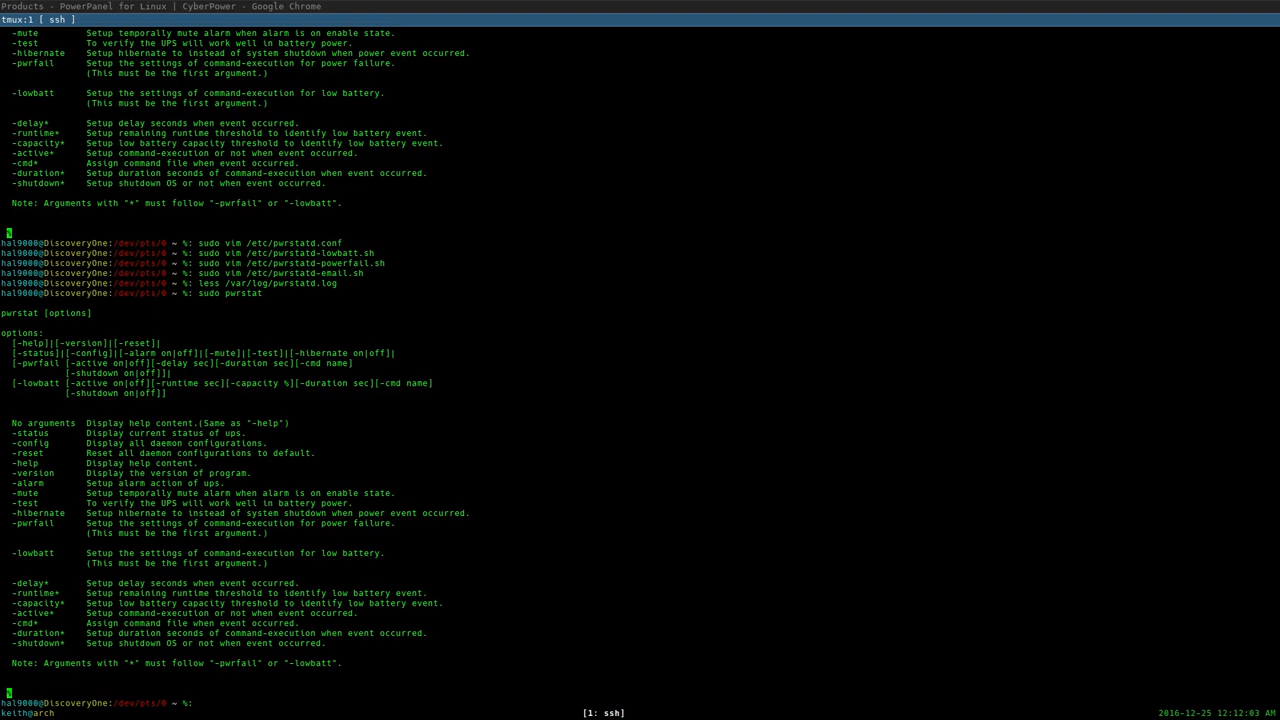 Products - PowerPanel for Linux | CyberPower - Google Chrome
tmux:1 [ ssh ]
-mute         Setup temporally mute alarm when alarm is on enable state.
-test         To verify the UPS will work well in battery power.
-hibernate    Setup hibernate to instead of system shutdown when power event occurred.
-pwrfail      Setup the settings of command-execution for power failure.
(This must be the first argument.)
-lowbatt      Setup the settings of command-execution for low battery.
(This must be the first argument.)
-delay*       Setup delay seconds when event occurred.
-runtime*     Setup remaining runtime threshold to identify low battery event.
-capacity*    Setup low battery capacity threshold to identify low battery event.
-active*      Setup command-execution or not when event occurred.
-cmd*         Assign command file when event occurred.
-duration*    Setup duration seconds of command-execution when event occurred.
-shutdown*    Setup shutdown OS or not when event occurred.
Note: Arguments with "*" must follow "-pwrfail" or "-lowbatt".
%
hal9000@DiscoveryOne:/dev/pts/0 ~ %: sudo vim /etc/pwrstatd.conf
hal9000@DiscoveryOne:/dev/pts/0 ~ %: sudo vim /etc/pwrstatd-lowbatt.sh
hal9000@DiscoveryOne:/dev/pts/0 ~ %: sudo vim /etc/pwrstatd-powerfail.sh
hal9000@DiscoveryOne:/dev/pts/0 ~ %: sudo vim /etc/pwrstatd-email.sh
hal9000@DiscoveryOne:/dev/pts/0 ~ %: less /var/log/pwrstatd.log
hal9000@DiscoveryOne:/dev/pts/0 ~ %: sudo pwrstat
pwrstat [options]
options:
[-help]|[-version]|[-reset]|
[-status]|[-config]|[-alarm on|off]|[-mute]|[-test]|[-hibernate on|off]|
[-pwrfail [-active on|off][-delay sec][-duration sec][-cmd name]
[-shutdown on|off]]|
[-lowbatt [-active on|off][-runtime sec][-capacity %][-duration sec][-cmd name]
[-shutdown on|off]]
No arguments  Display help content.(Same as "-help")
-status       Display current status of ups.
-config       Display all daemon configurations.
-reset        Reset all daemon configurations to default.
-help         Display help content.
-version      Display the version of program.
-alarm        Setup alarm action of ups.
-mute         Setup temporally mute alarm when alarm is on enable state.
-test         To verify the UPS will work well in battery power.
-hibernate    Setup hibernate to instead of system shutdown when power event occurred.
-pwrfail      Setup the settings of command-execution for power failure.
(This must be the first argument.)
-lowbatt      Setup the settings of command-execution for low battery.
(This must be the first argument.)
-delay*       Setup delay seconds when event occurred.
-runtime*     Setup remaining runtime threshold to identify low battery event.
-capacity*    Setup low battery capacity threshold to identify low battery event.
-active*      Setup command-execution or not when event occurred.
-cmd*         Assign command file when event occurred.
-duration*    Setup duration seconds of command-execution when event occurred.
-shutdown*    Setup shutdown OS or not when event occurred.
Note: Arguments with "*" must follow "-pwrfail" or "-lowbatt".
%
hal9000@DiscoveryOne:/dev/pts/0 ~ %:
keith@arch [1: ssh] 2016-12-25 12:12:03 AM